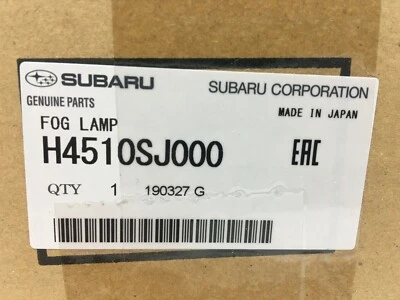 SUBARU SUBARU CORPORATION
GENUINE PARTS MADE IN JAPAN
FOG LAMP
H4510SJ000 EAC
QTY 1 190327 G